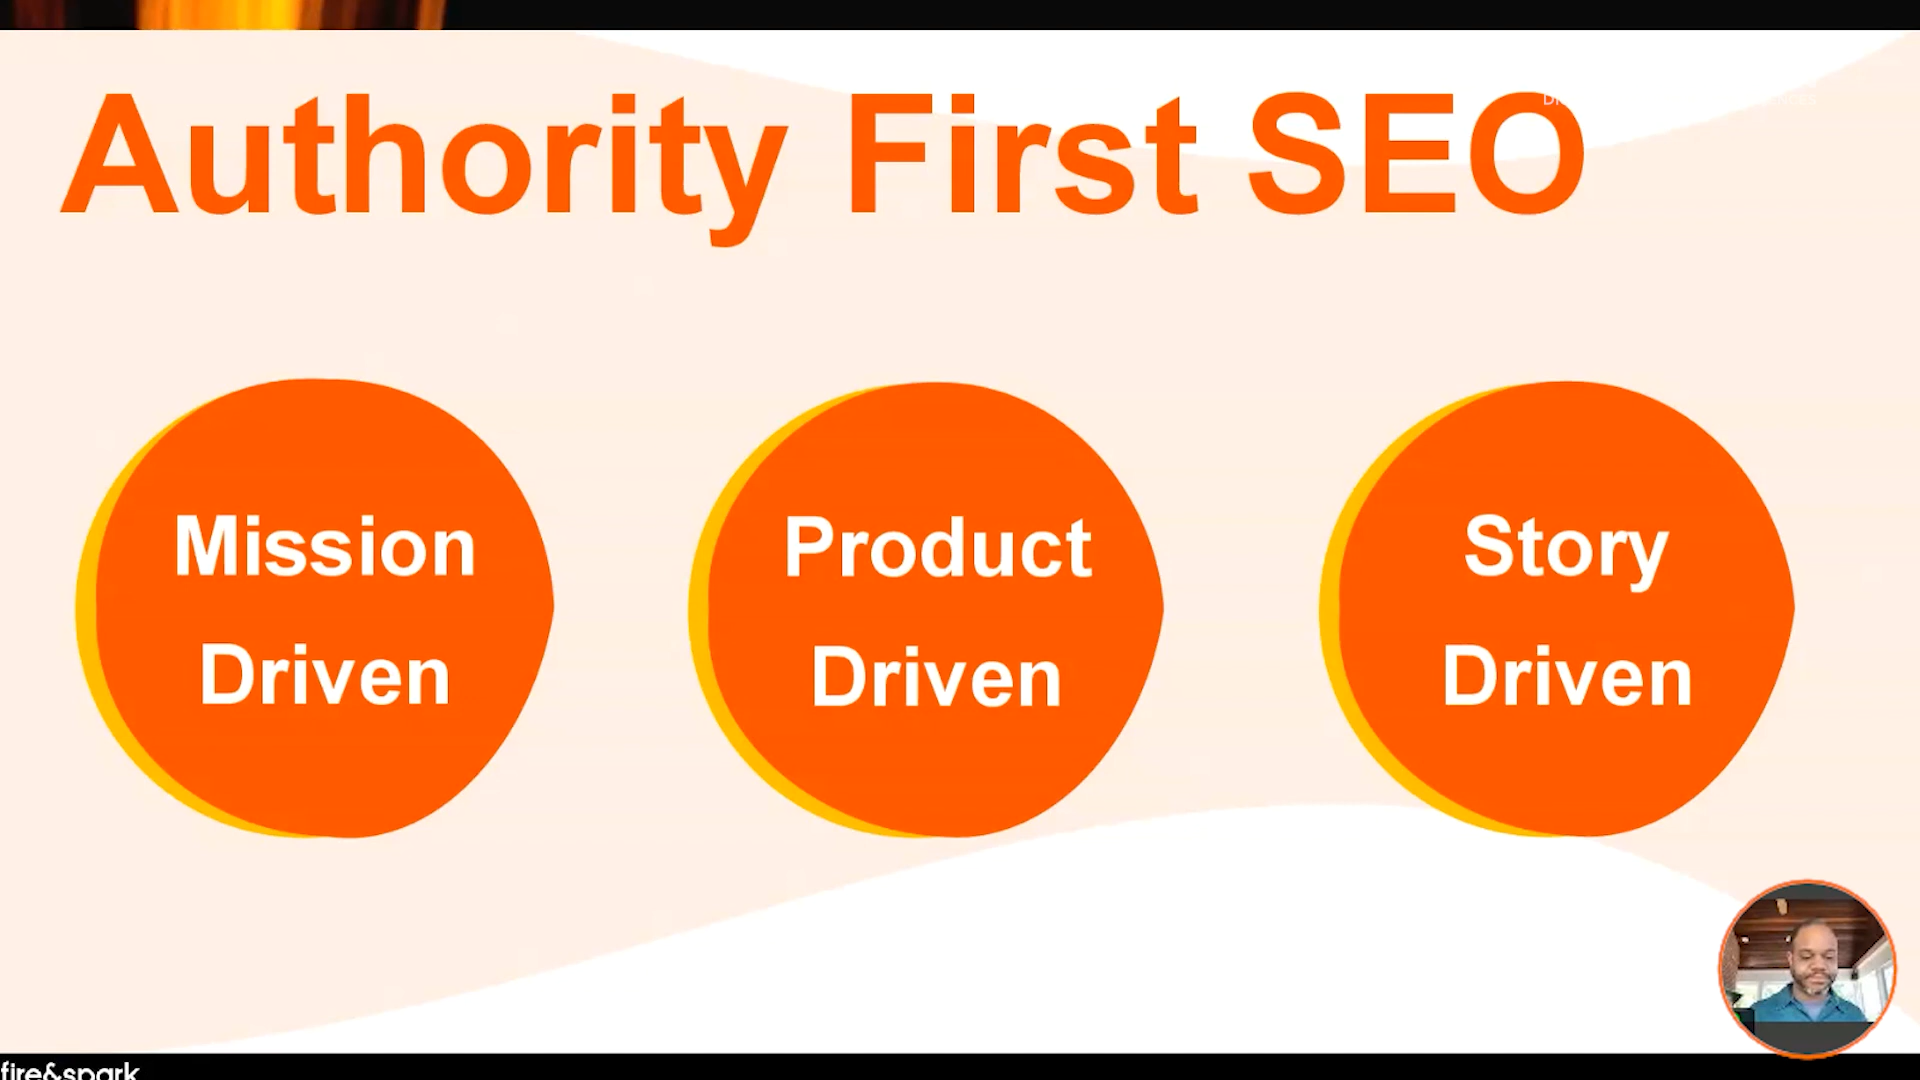 Authority First SEO
Mission
Driven
Product
Driven
Story
Driven
fire&spark